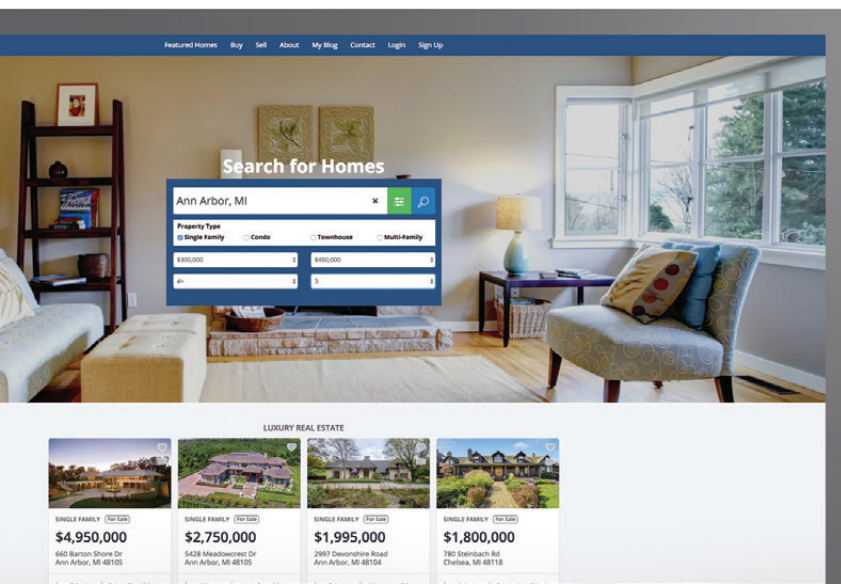 Featured Homes Buy Sell About My Blog Contact Login Sign Up
Search for Homes
Ann Arbor, MI
Property Type
Single Family Condo Townhouse Multi-Family
$300,000 $450,000
4+ 3
LUXURY REAL ESTATE
SINGLE FAMILY For Sale
$4,950,000
660 Barton Shore Dr
Ann Arbor, MI 48105
SINGLE FAMILY For Sale
$2,750,000
5428 Meadowcrest Dr
Ann Arbor, MI 48105
SINGLE FAMILY For Sale
$1,995,000
2997 Devonshire Road
Ann Arbor, MI 48104
SINGLE FAMILY For Sale
$1,800,000
780 Steinbach Rd
Chelsea, MI 48118